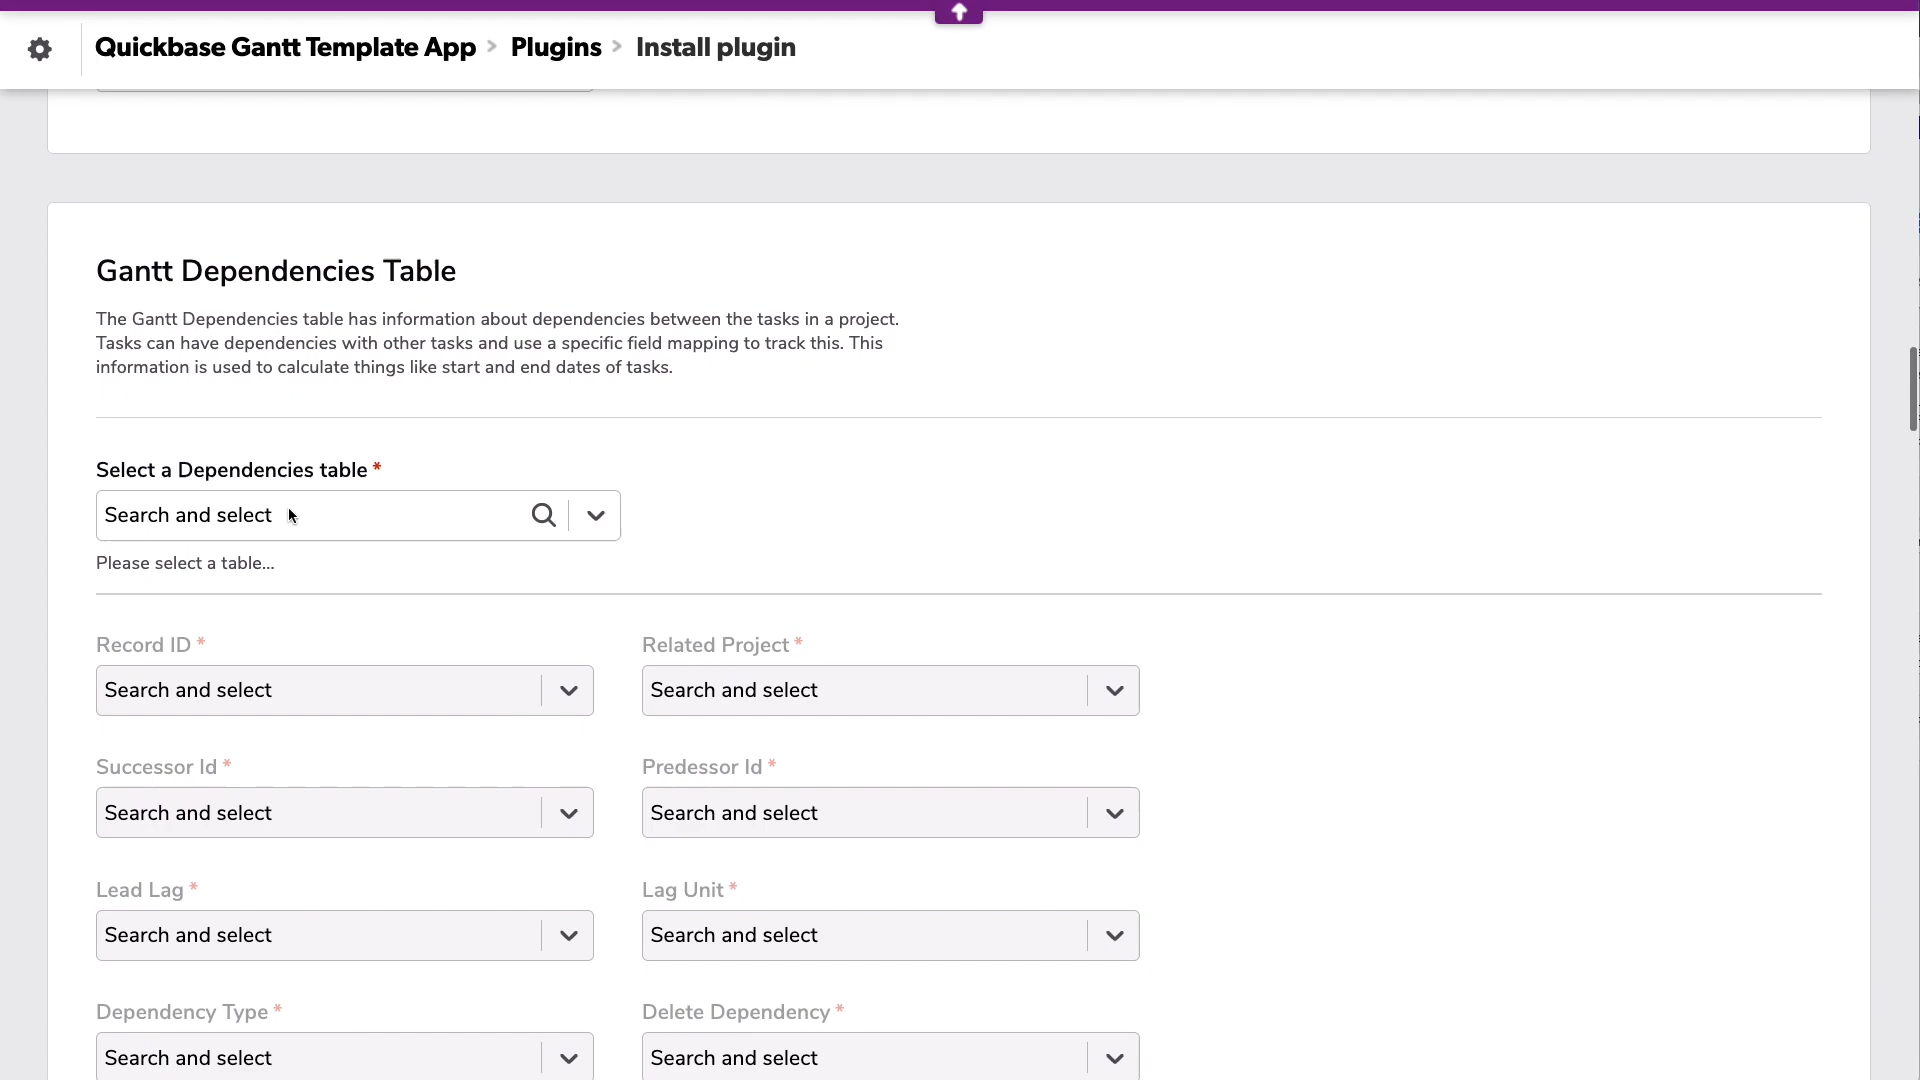 Quickbase Gantt Template App > Plugins > Install plugin
Gantt Dependencies Table
The Gantt Dependencies table has information about dependencies between the tasks in a project.
Tasks can have dependencies with other tasks and use a specific field mapping to track this. This
information is used to calculate things like start and end dates of tasks.
Select a Dependencies table *
Search and select
Please select a table...
Record ID * Related Project *
Search and select Search and select
Successor Id * Predessor Id *
Search and select Search and select
Lead Lag * Lag Unit *
Search and select Search and select
Dependency Type * Delete Dependency *
Search and select Search and select